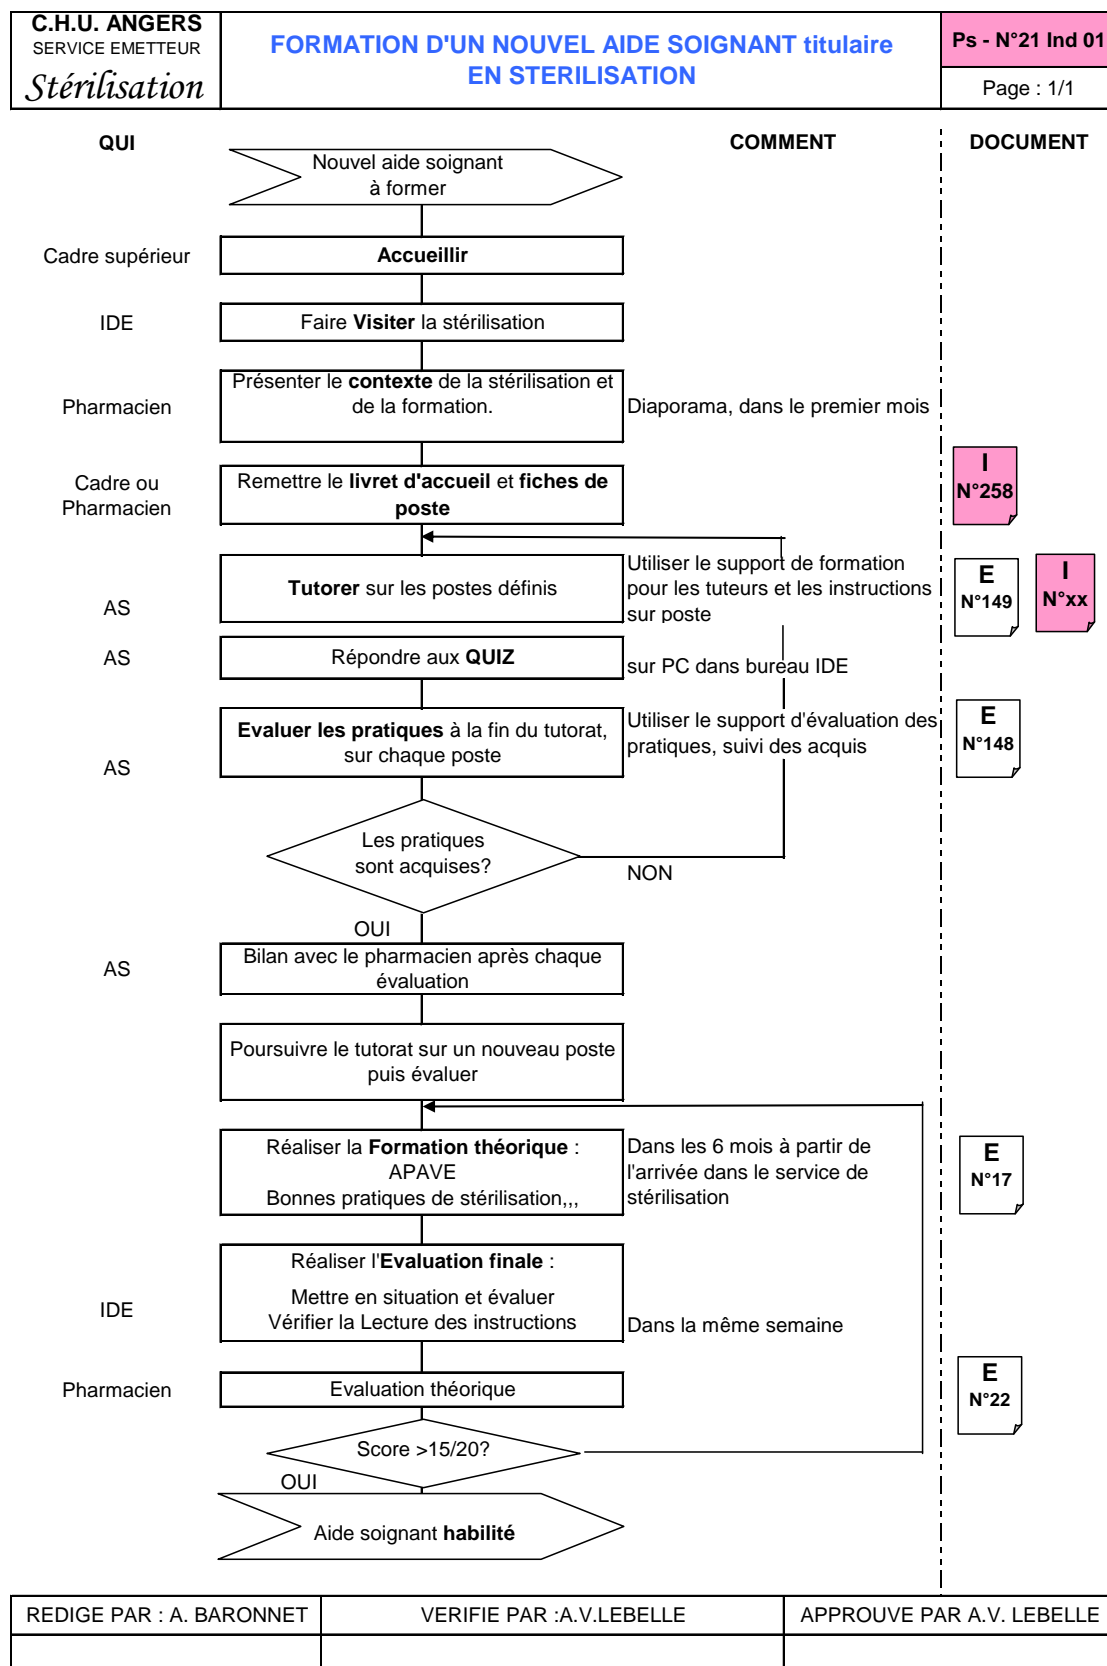 C.H.U. ANGERS
SERVICE EMETTEUR
Stérilisation
FORMATION D'UN NOUVEL AIDE SOIGNANT titulaire
EN STERILISATION
Ps - N°21 Ind 01
Page : 1/1
QUI
COMMENT
DOCUMENT
Nouvel aide soignant
à former
Cadre supérieur
Accueillir
IDE
Faire Visiter la stérilisation
Pharmacien
Présenter le contexte de la stérilisation et
de la formation.
Diaporama, dans le premier mois
Cadre ou
Pharmacien
Remettre le livret d'accueil et fiches de
poste
I
N°258
AS
Tutorer sur les postes définis
Utiliser le support de formation
pour les tuteurs et les instructions
sur poste
E
N°149
I
N°xx
AS
Répondre aux QUIZ
sur PC dans bureau IDE
AS
Evaluer les pratiques à la fin du tutorat,
sur chaque poste
Utiliser le support d'évaluation des
pratiques, suivi des acquis
E
N°148
Les pratiques
sont acquises?
NON
OUI
AS
Bilan avec le pharmacien après chaque
évaluation
Poursuivre le tutorat sur un nouveau poste
puis évaluer
Réaliser la Formation théorique :
APAVE
Bonnes pratiques de stérilisation,,,
Dans les 6 mois à partir de
l'arrivée dans le service de
stérilisation
E
N°17
IDE
Réaliser l'Evaluation finale :
Mettre en situation et évaluer
Vérifier la Lecture des instructions
Dans la même semaine
Pharmacien
Evaluation théorique
E
N°22
Score >15/20?
OUI
Aide soignant habilité
REDIGE PAR : A. BARONNET
VERIFIE PAR :A.V.LEBELLE
APPROUVE PAR A.V. LEBELLE